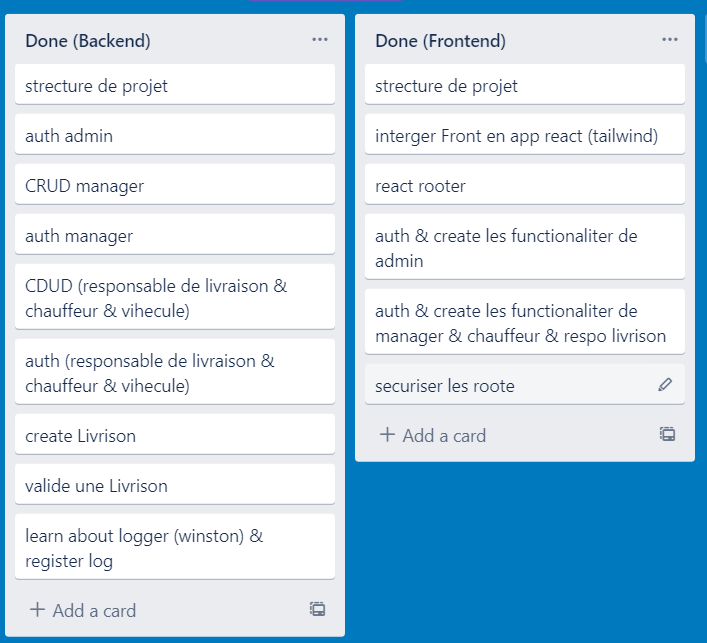 Done (Backend)
strecture de projet
auth admin
CRUD manager
auth manager
CDUD (responsable de livraison &
chauffeur & vihecule)
auth (responsable de livraison &
chauffeur & vihecule)
create Livrison
valide une Livrison
learn about logger (winston) &
register log
+ Add a card
Done (Frontend)
strecture de projet
interger Front en app react (tailwind)
react rooter
auth & create les functionaliter de
admin
auth & create les functionaliter de
manager & chauffeur & respo livrison
securiser les roote
+ Add a card